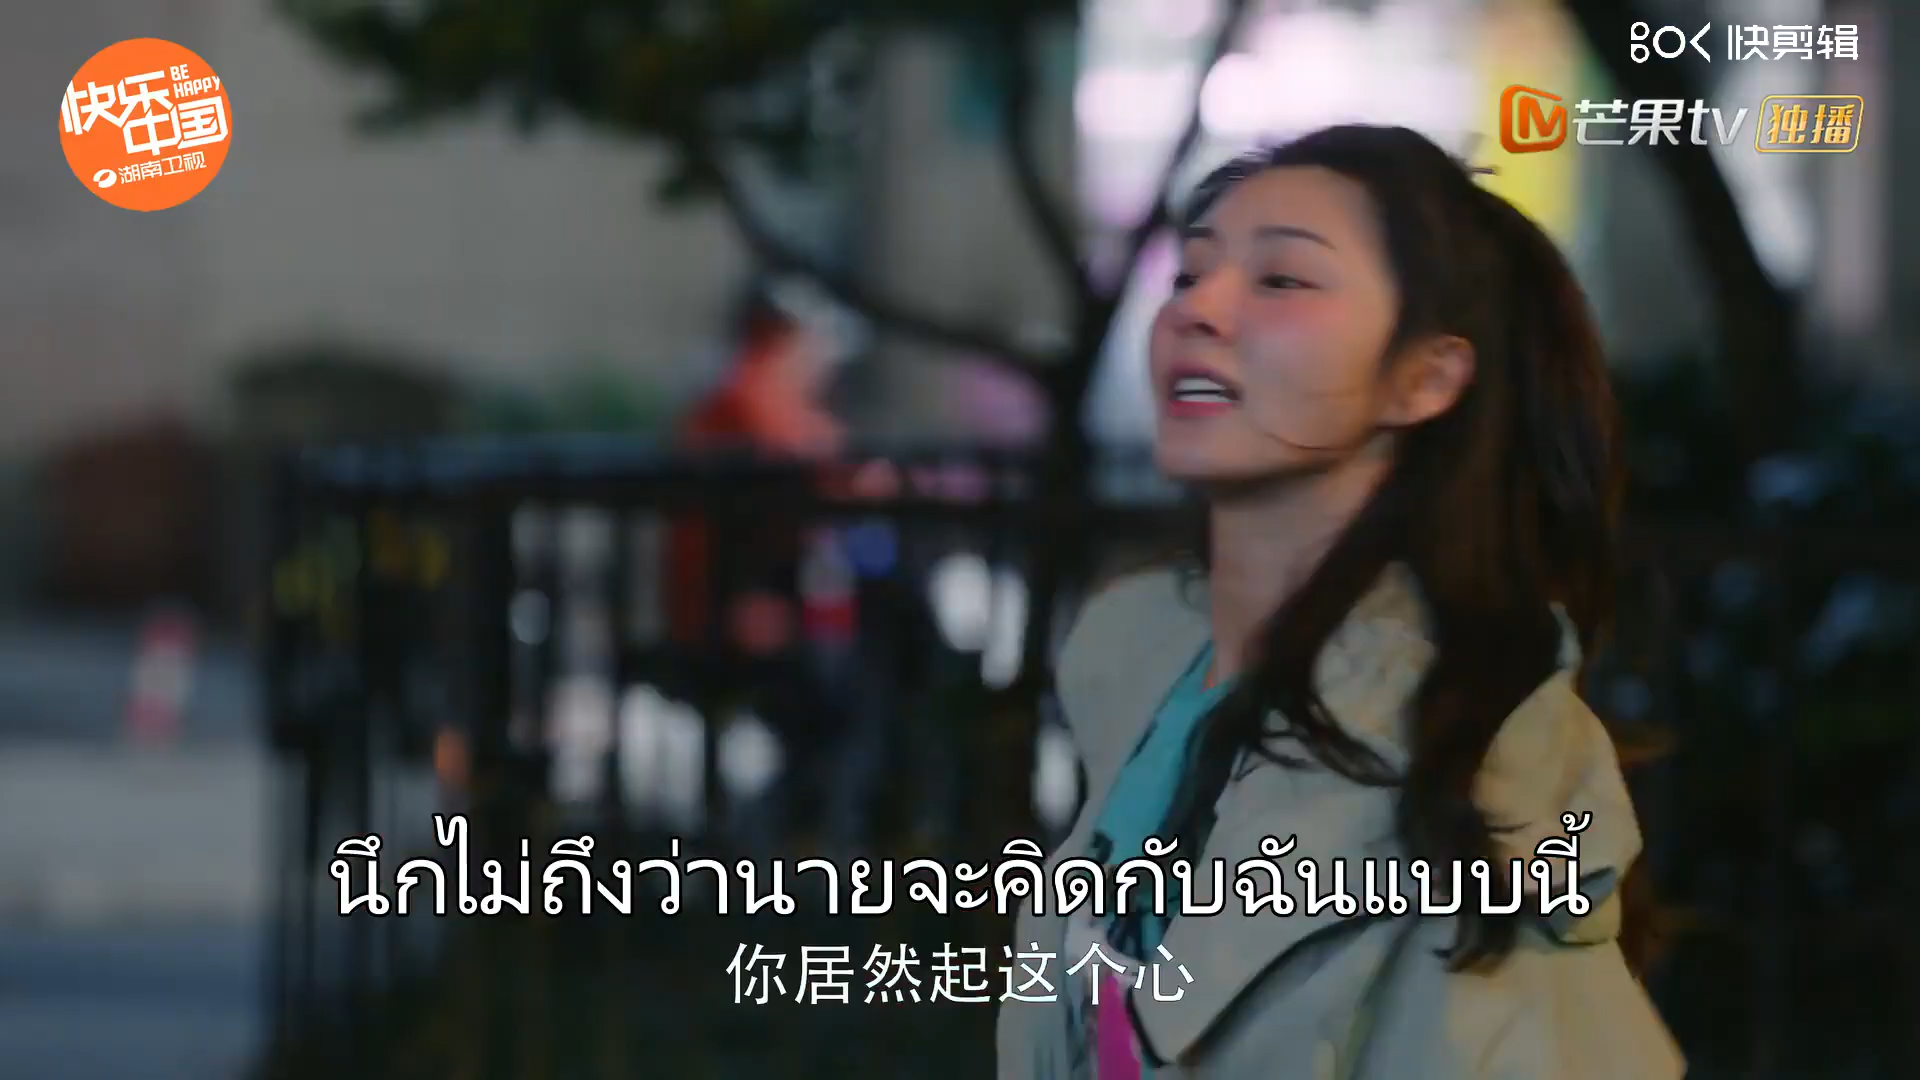 快乐
BE
HAPPY
中国
湖南卫视
快剪辑
芒果tv 独播
นึกไม่ถึงว่านายจะคิดกับฉันแบบนี้
你居然起这个心